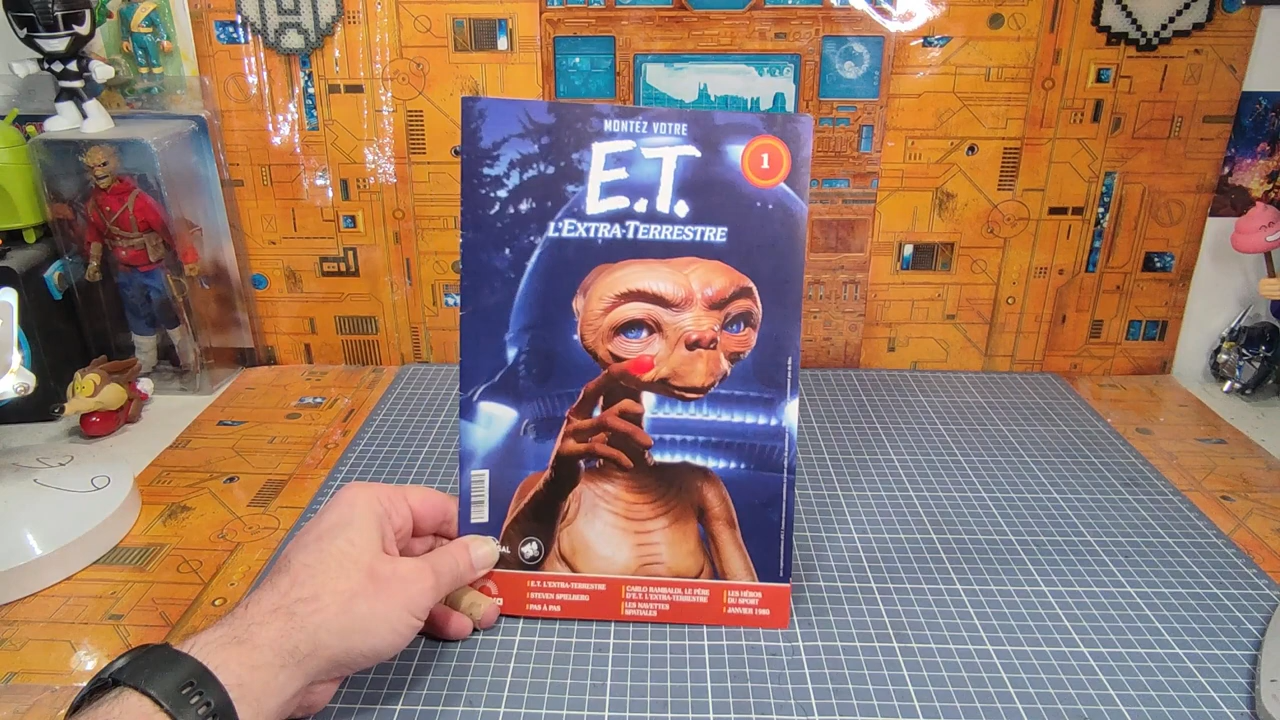 MONTEZ VOTRE
E.T.
1
L'EXTRA-TERRESTRE
E.T. L'EXTRA-TERRESTRE
STEVEN SPIELBERG
PAS À PAS
CARLO RAMBALDI, LE PÈRE
D'E.T. L'EXTRA-TERRESTRE
LES NAVETTES
SPATIALES
LES HÉROS
DU SPORT
JANVIER 1980